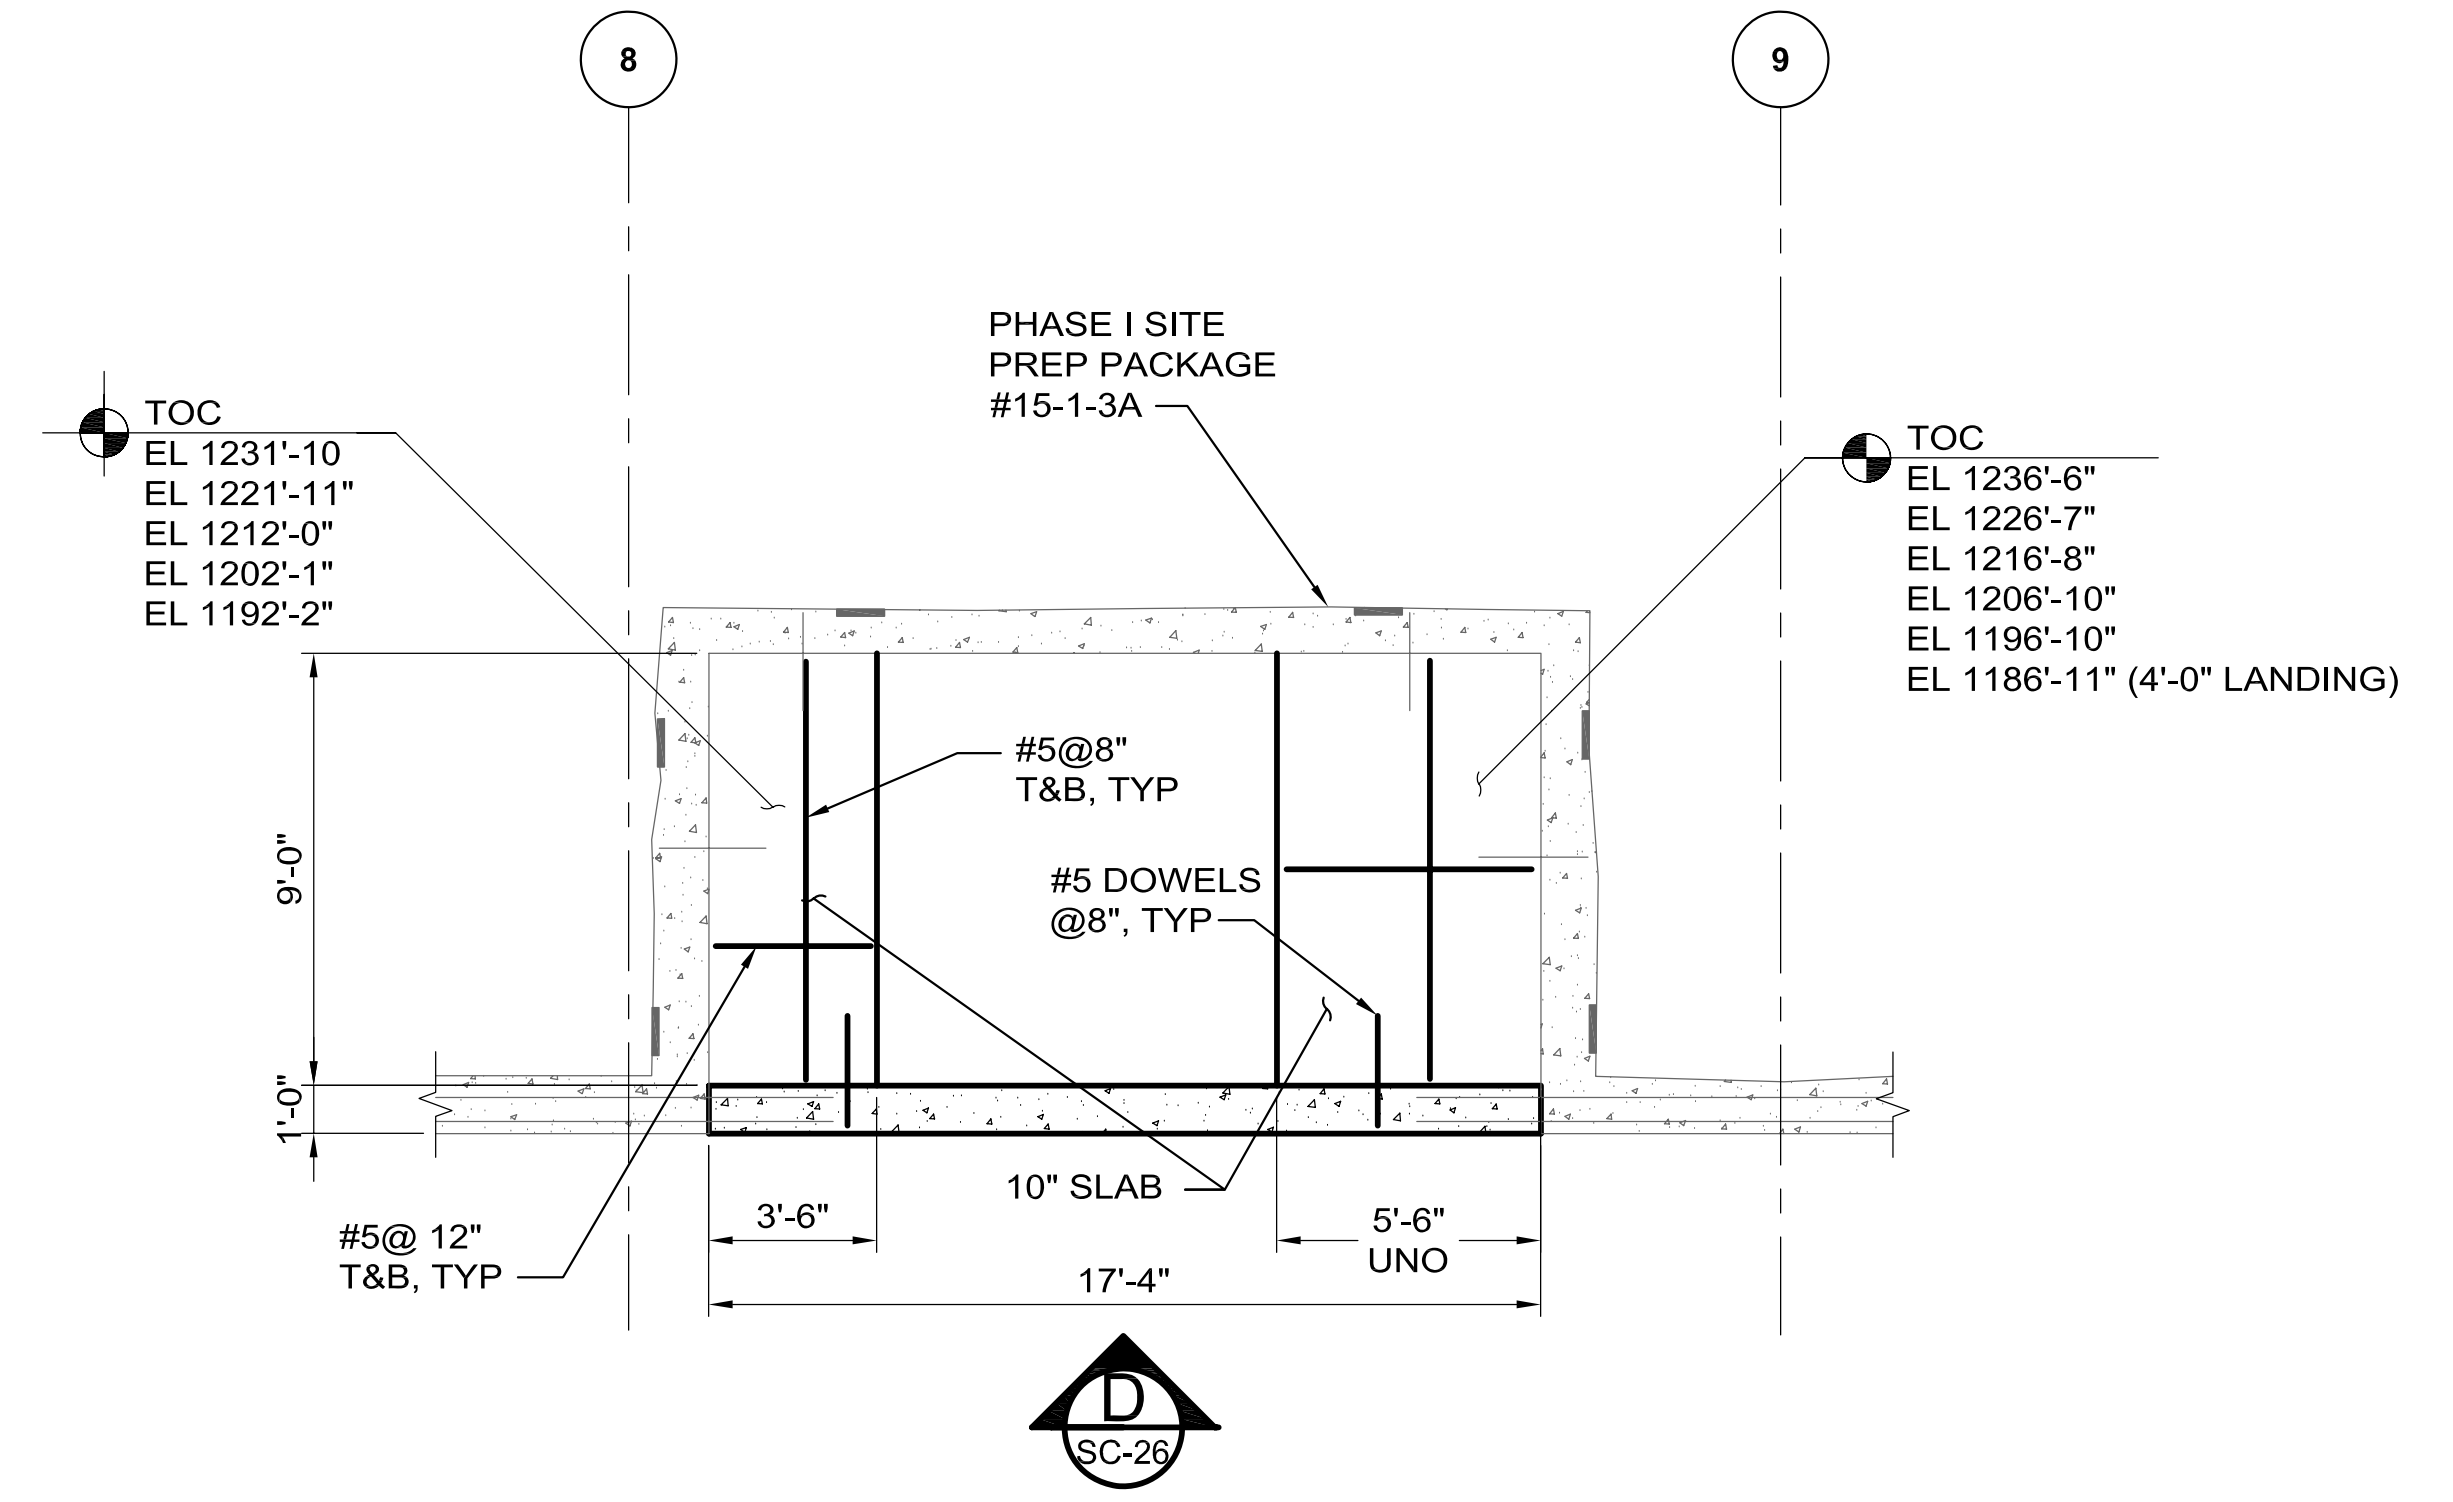 8
9
PHASE I SITE
PREP PACKAGE
#15-1-3A
TOC
EL 1231'-10
EL 1221'-11"
EL 1212'-0"
EL 1202'-1"
EL 1192'-2"
TOC
EL 1236'-6"
EL 1226'-7"
EL 1216'-8"
EL 1206'-10"
EL 1196'-10"
EL 1186'-11" (4'-0" LANDING)
#5@8"
T&B, TYP
#5 DOWELS
@8", TYP
9'-0"
1'-0"
10" SLAB
3'-6"
5'-6"
UNO
#5@ 12"
T&B, TYP
17'-4"
D
SC-26